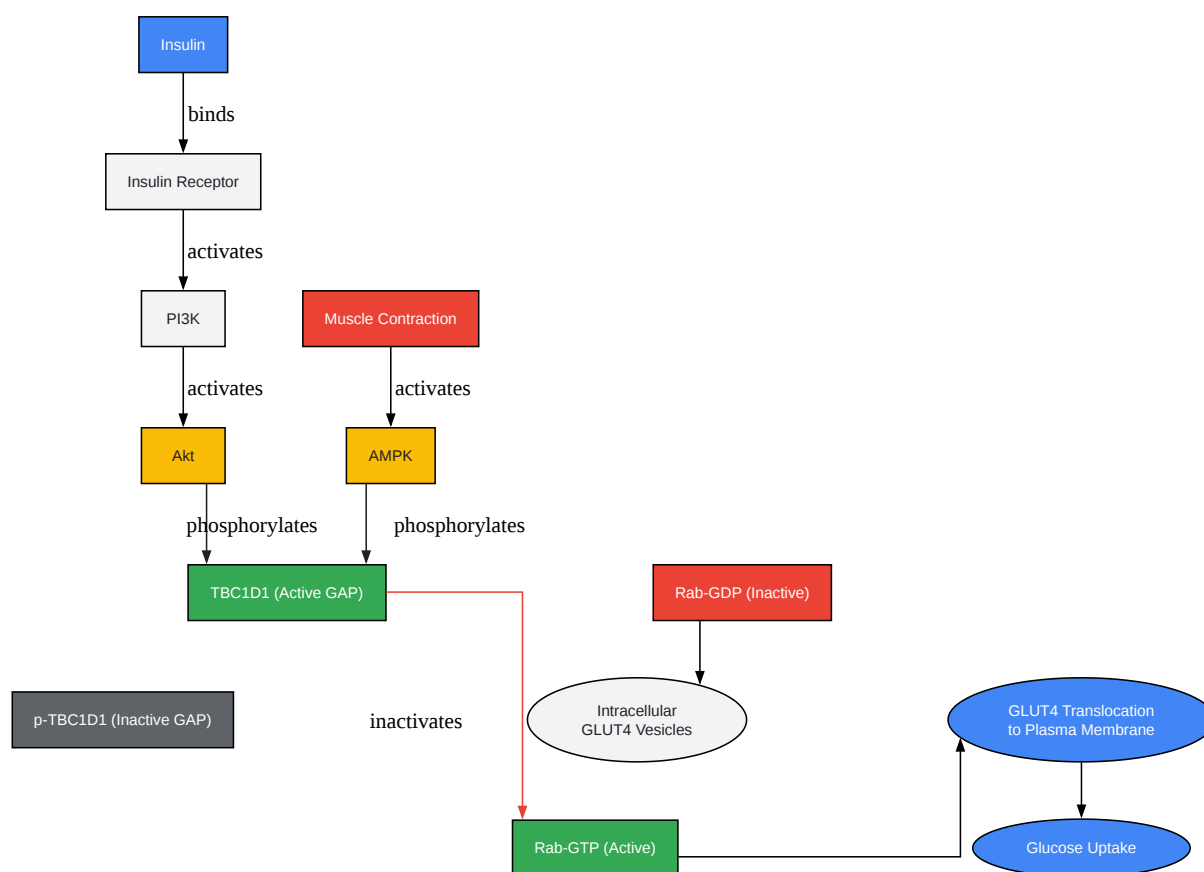 Insulin
binds
Insulin Receptor
activates
PI3K
Muscle Contraction
activates
activates
Akt
AMPK
phosphorylates
phosphorylates
TBC1D1 (Active GAP)
Rab-GDP (Inactive)
p-TBC1D1 (Inactive GAP)
inactivates
Intracellular
GLUT4 Vesicles
GLUT4 Translocation
to Plasma Membrane
Rab-GTP (Active)
Glucose Uptake